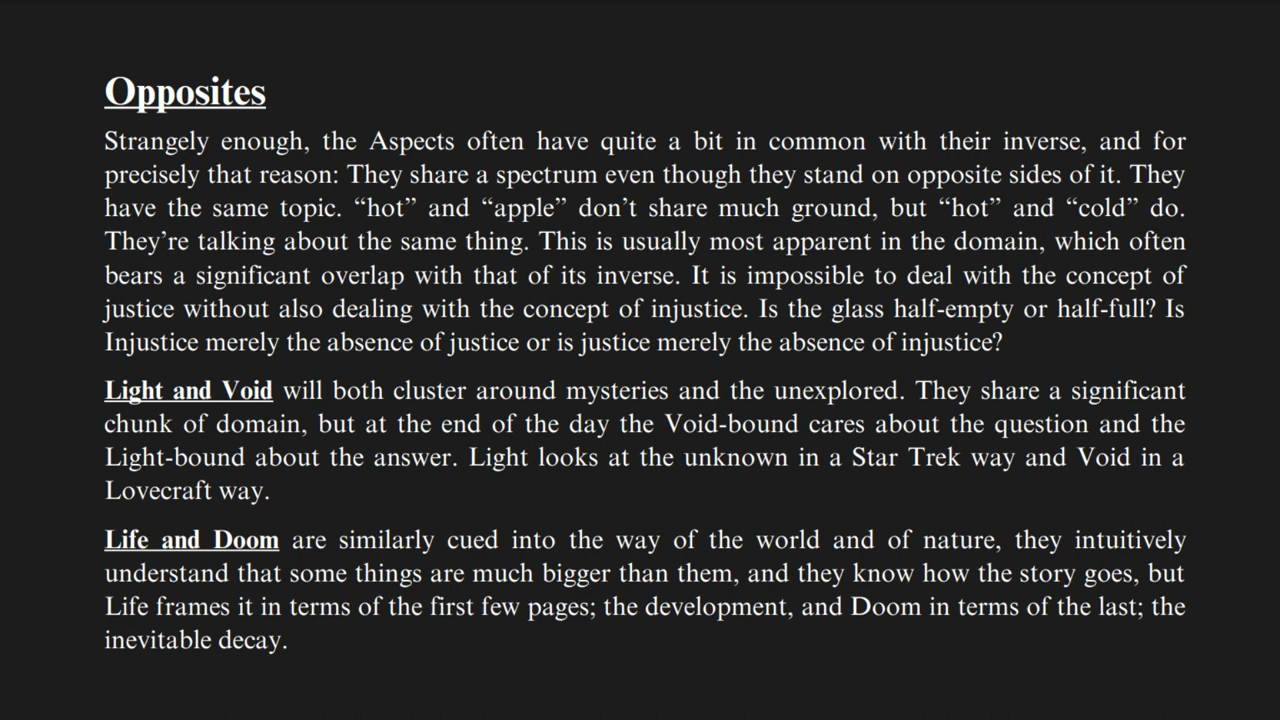 Opposites
Strangely enough, the Aspects often have quite a bit in common with their inverse, and for
precisely that reason: They share a spectrum even though they stand on opposite sides of it. They
have the same topic. “hot” and “apple” don’t share much ground, but “hot” and “cold” do.
They’re talking about the same thing. This is usually most apparent in the domain, which often
bears a significant overlap with that of its inverse. It is impossible to deal with the concept of
justice without also dealing with the concept of injustice. Is the glass half-empty or half-full? Is
Injustice merely the absence of justice or is justice merely the absence of injustice?
Light and Void will both cluster around mysteries and the unexplored. They share a significant
chunk of domain, but at the end of the day the Void-bound cares about the question and the
Light-bound about the answer. Light looks at the unknown in a Star Trek way and Void in a
Lovecraft way.
Life and Doom are similarly cued into the way of the world and of nature, they intuitively
understand that some things are much bigger than them, and they know how the story goes, but
Life frames it in terms of the first few pages; the development, and Doom in terms of the last; the
inevitable decay.